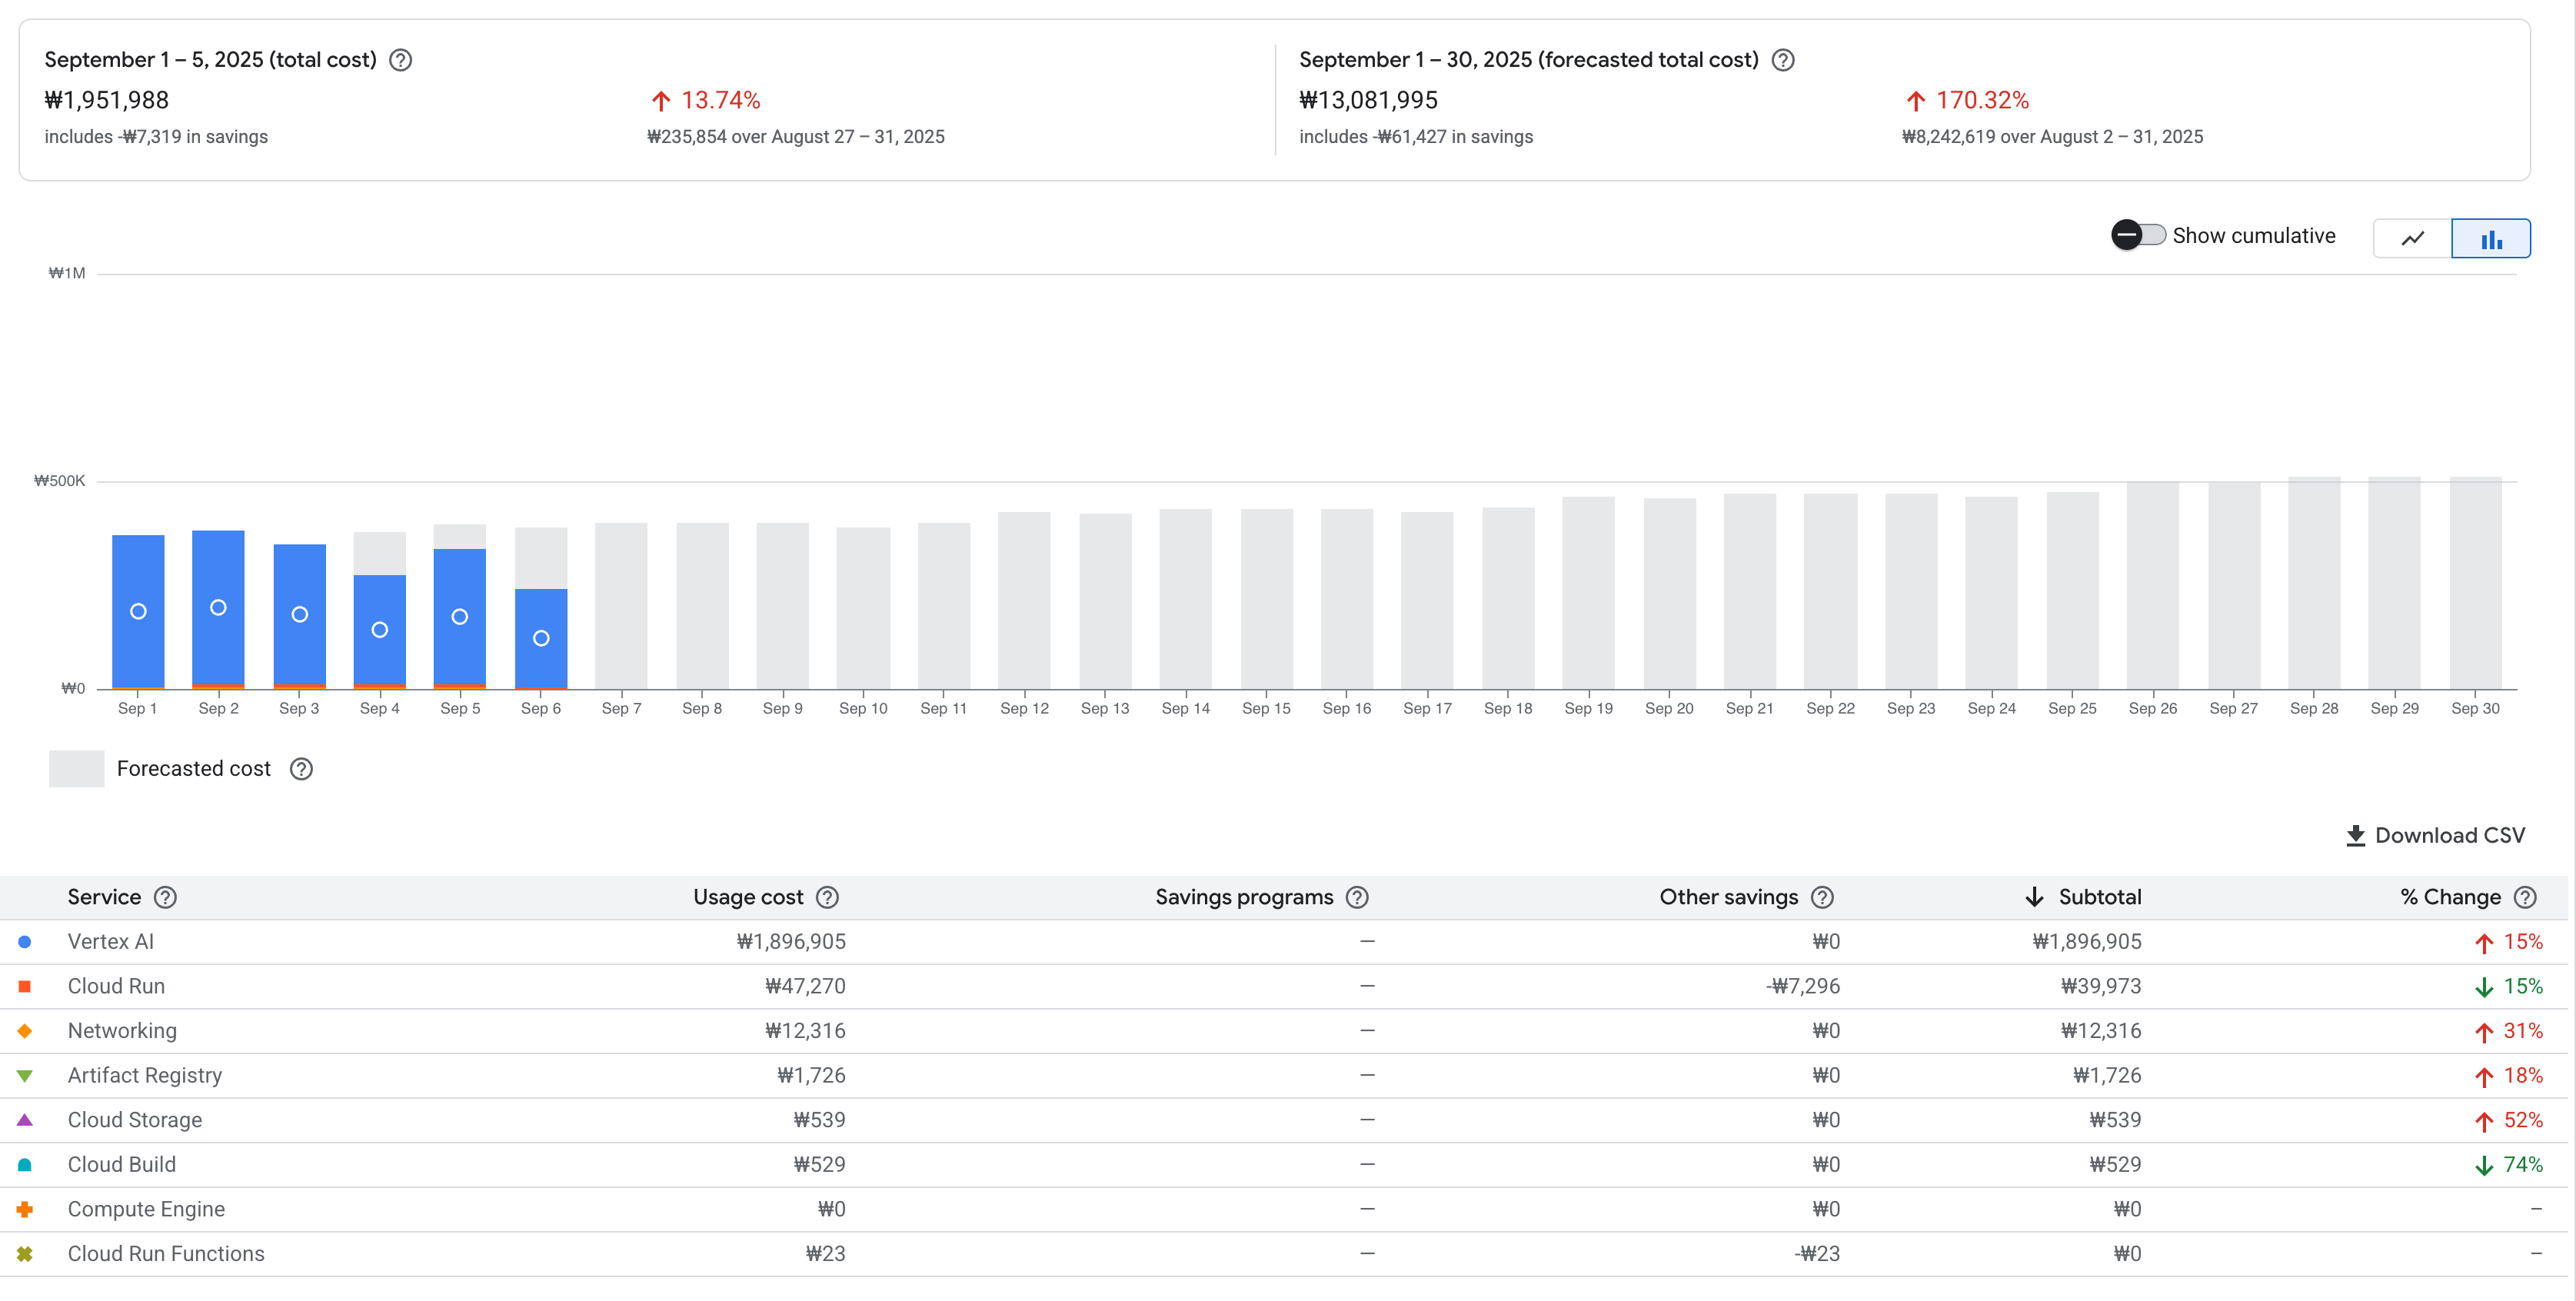 September 1 – 5, 2025 (total cost)
₩1,951,988
13.74%
includes -₩7,319 in savings
₩235,854 over August 27 – 31, 2025
September 1 – 30, 2025 (forecasted total cost)
₩13,081,995
170.32%
includes -₩61,427 in savings
₩8,242,619 over August 2 – 31, 2025
Show cumulative
₩1M
₩500K
₩0
Sep 1 Sep 2 Sep 3 Sep 4 Sep 5 Sep 6 Sep 7 Sep 8 Sep 9 Sep 10 Sep 11 Sep 12 Sep 13 Sep 14 Sep 15 Sep 16 Sep 17 Sep 18 Sep 19 Sep 20 Sep 21 Sep 22 Sep 23 Sep 24 Sep 25 Sep 26 Sep 27 Sep 28 Sep 29 Sep 30
Forecasted cost
Download CSV
Service Usage cost Savings programs Other savings Subtotal % Change
Vertex AI ₩1,896,905 — ₩0 ₩1,896,905 15%
Cloud Run ₩47,270 — -₩7,296 ₩39,973 15%
Networking ₩12,316 — ₩0 ₩12,316 31%
Artifact Registry ₩1,726 — ₩0 ₩1,726 18%
Cloud Storage ₩539 — ₩0 ₩539 52%
Cloud Build ₩529 — ₩0 ₩529 74%
Compute Engine ₩0 — ₩0 ₩0 –
Cloud Run Functions ₩23 — -₩23 ₩0 –